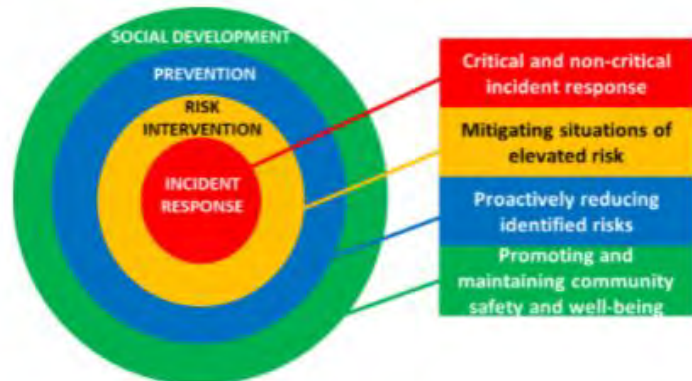 SOCIAL DEVELOPMENT
PREVENTION
RISK
INTERVENTION
INCIDENT
RESPONSE
Critical and non-critical
incident response
Mitigating situations of
elevated risk
Proactively reducing
identified risks
Promoting and
maintaining community
safety and well-being